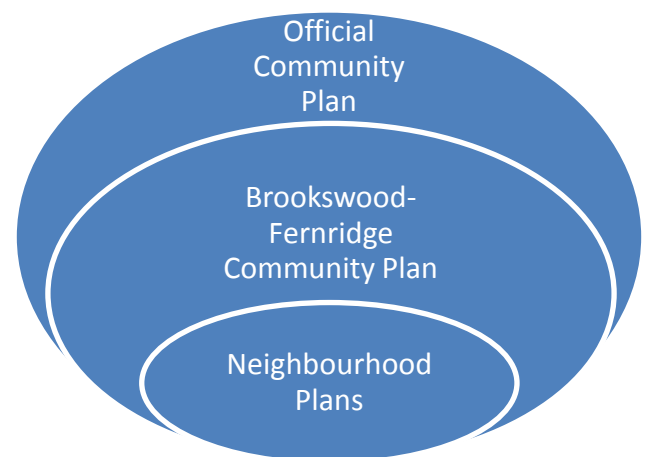 Official
Community
Plan
Brookswood-
Fernridge
Community Plan
Neighbourhood
Plans